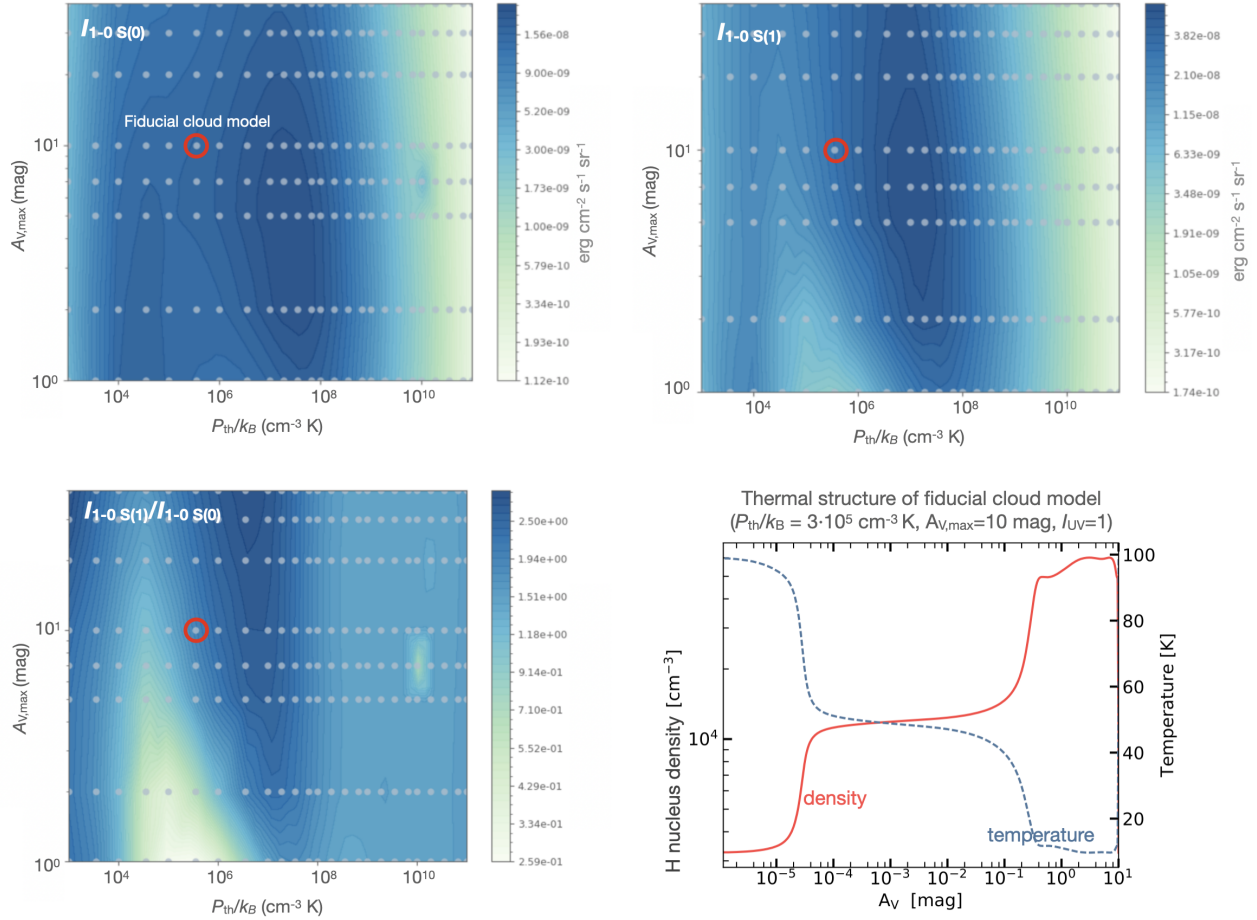 I1-0 S(0)
Fiducial cloud model
10¹
10⁰
AV,max (mag)
10⁴ 10⁶ 10⁸ 10¹⁰
Pth/kB (cm-3 K)
1.56e-08
9.00e-09
5.20e-09
3.00e-09
1.73e-09
1.00e-09
5.79e-10
3.34e-10
1.93e-10
1.12e-10
erg cm-2 s-1 sr1
I1-0 S(1)
10¹
10⁰
AV,max (mag)
10⁴ 10⁶ 10⁸ 10¹⁰
Pth/kB (cm-3 K)
3.82e-08
2.10e-08
1.15e-08
6.33e-09
3.48e-09
1.91e-09
1.05e-09
5.77e-10
3.17e-10
1.74e-10
erg cm-2 s-1 sr1
I1-0 S(1)/I1-0 S(0)
10¹
10⁰
AV,max (mag)
10⁴ 10⁶ 10⁸ 10¹⁰
Pth/kB (cm-3 K)
2.50e+00
1.94e+00
1.51e+00
1.18e+00
9.14e-01
7.10e-01
5.52e-01
4.29e-01
3.34e-01
2.59e-01
Thermal structure of fiducial cloud model
(Pth/kB = 3·10⁵ cm-3 K, AV,max=10 mag, IUV=1)
H nucleus density [cm⁻³]
10⁴
density
temperature
100
80
60
40
20
Temperature [K]
10⁻⁵ 10⁻⁴ 10⁻³ 10⁻² 10⁻¹ 10⁰ 10¹
AV [mag]